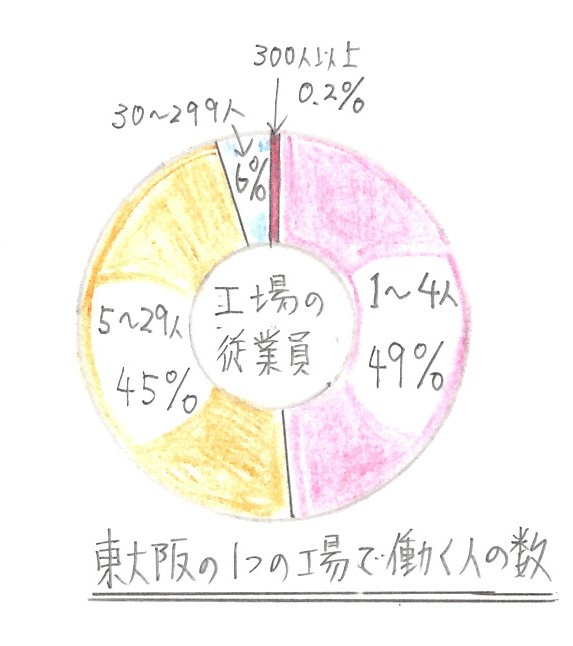 300人以上
0.2%
30〜299人
6%
工場の
従業員
1〜4人
49%
5〜29人
45%
東大阪の1つの工場で働く人の数